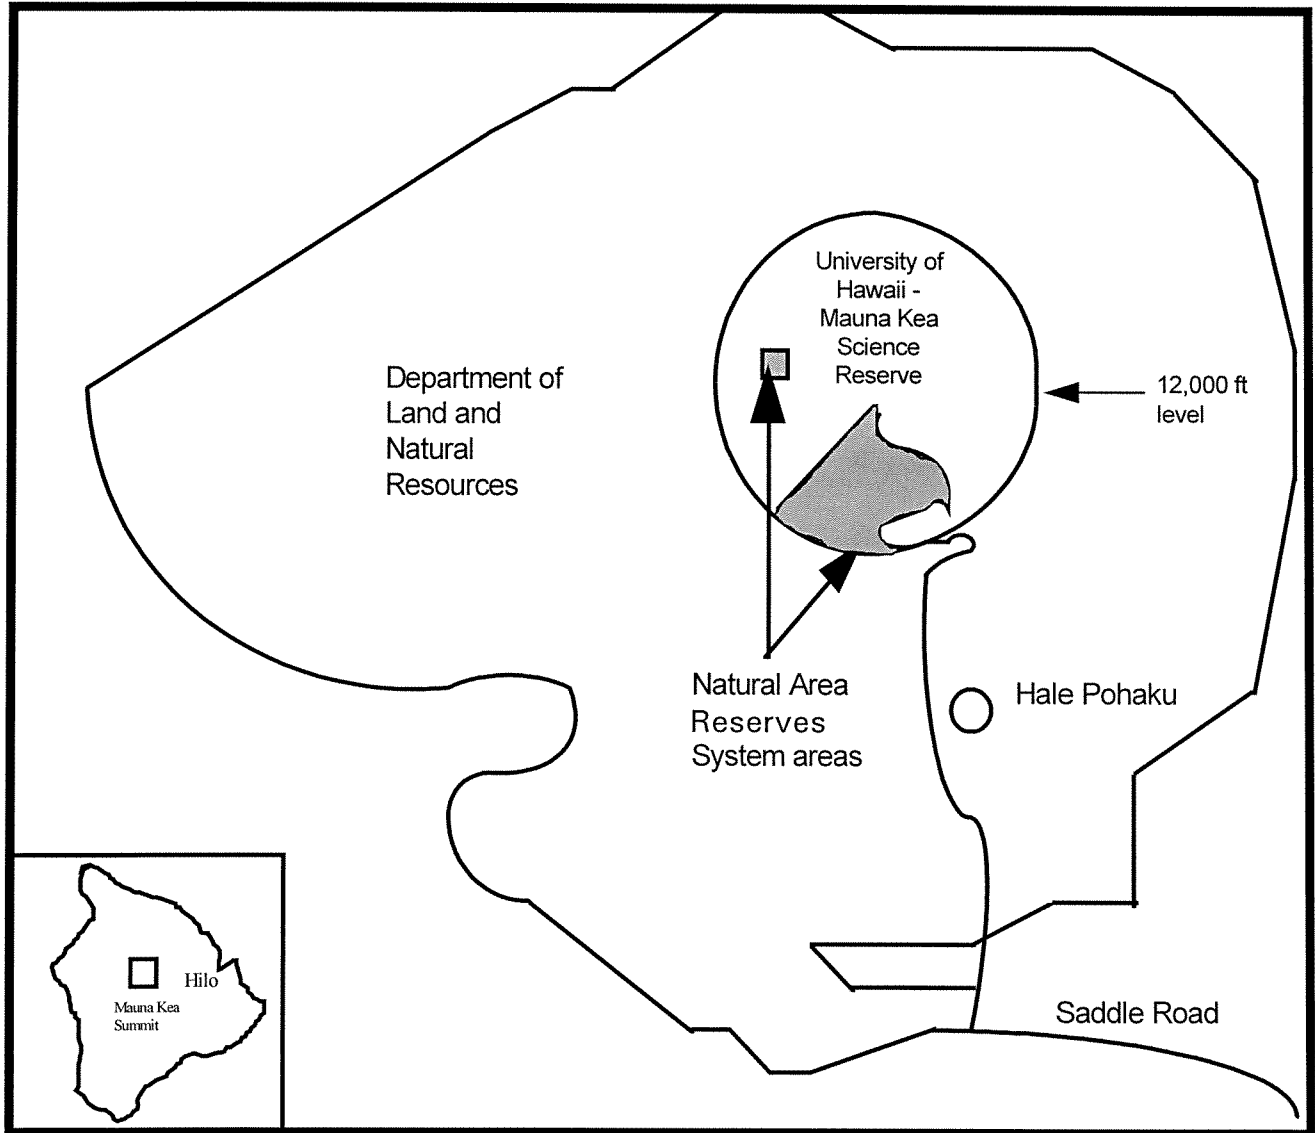 University of
Hawaii -
Mauna Kea
Science
Reserve
Department of
Land and
Natural
Resources
12,000 ft
level
Natural Area
Reserves
System areas
Hale Pohaku
Hilo
Mauna Kea
Summit
Saddle Road